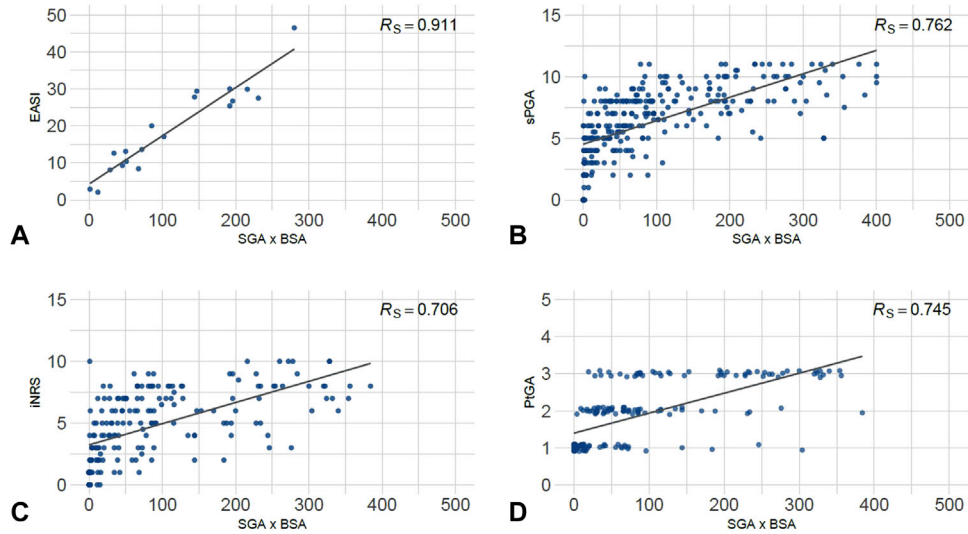 50
40
30
20
10
0
EASI
R_S = 0.911
0 100 200 300 400 500
SGA x BSA
A
15
10
5
0
sPGA
R_S = 0.762
0 100 200 300 400 500
SGA x BSA
B
15
10
5
0
iNRS
R_S = 0.706
0 100 200 300 400 500
SGA x BSA
C
5
4
3
2
1
0
PtGA
R_S = 0.745
0 100 200 300 400 500
SGA x BSA
D